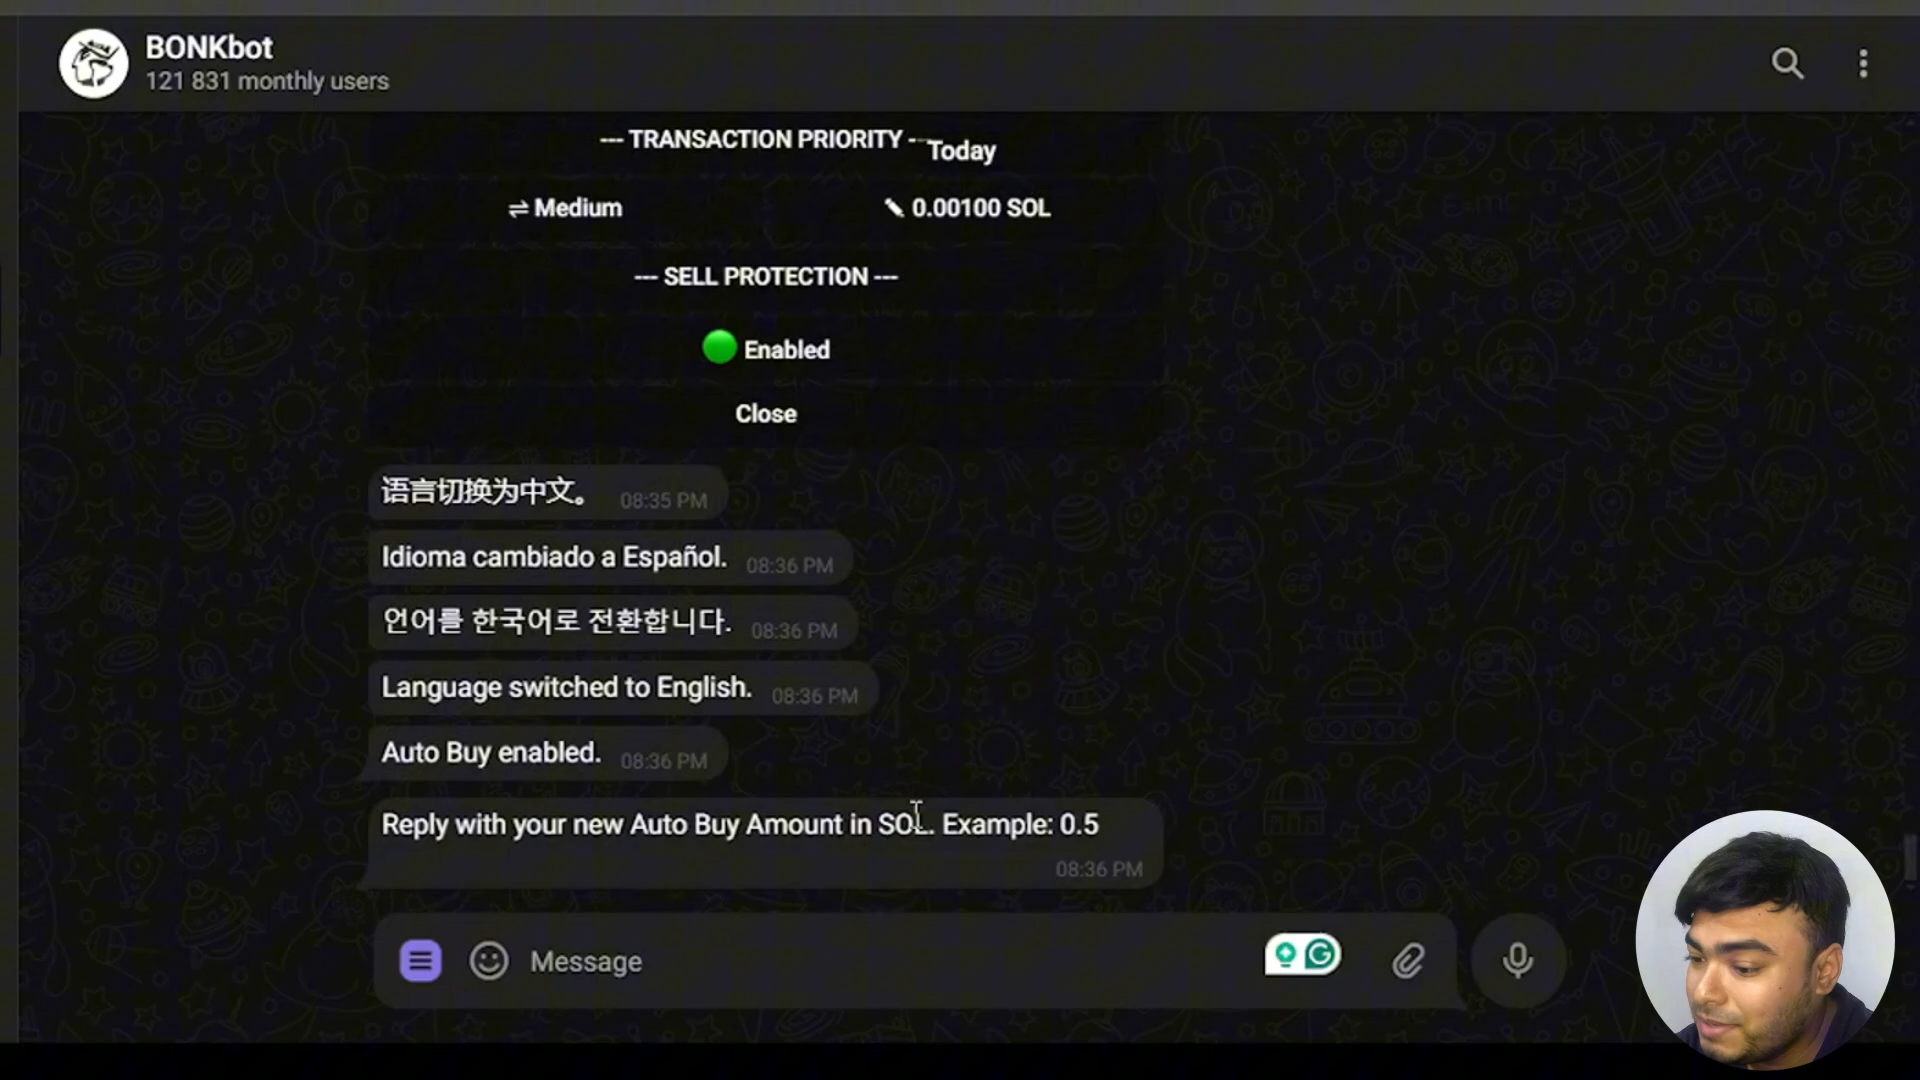 BONKbot
121 831 monthly users
--- TRANSACTION PRIORITY ---
Today
⇌ Medium
✎ 0.00100 SOL
--- SELL PROTECTION ---
Enabled
Close
语言切换为中文。 08:35 PM
Idioma cambiado a Español. 08:36 PM
언어를 한국어로 전환합니다. 08:36 PM
Language switched to English. 08:36 PM
Auto Buy enabled. 08:36 PM
Reply with your new Auto Buy Amount in SOL. Example: 0.5
08:36 PM
Message